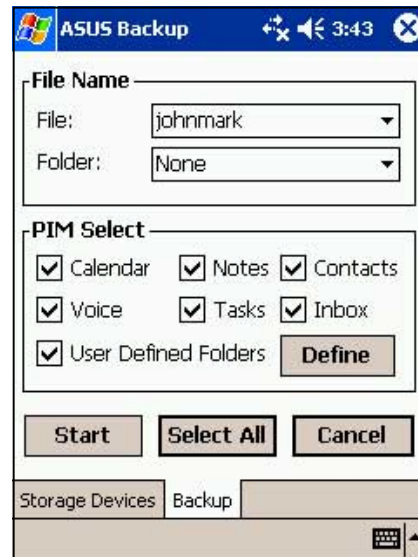 ASUS Backup 3:43
File Name
File: johnmark
Folder: None
PIM Select
Calendar Notes Contacts
Voice Tasks Inbox
User Defined Folders Define
Start Select All Cancel
Storage Devices Backup